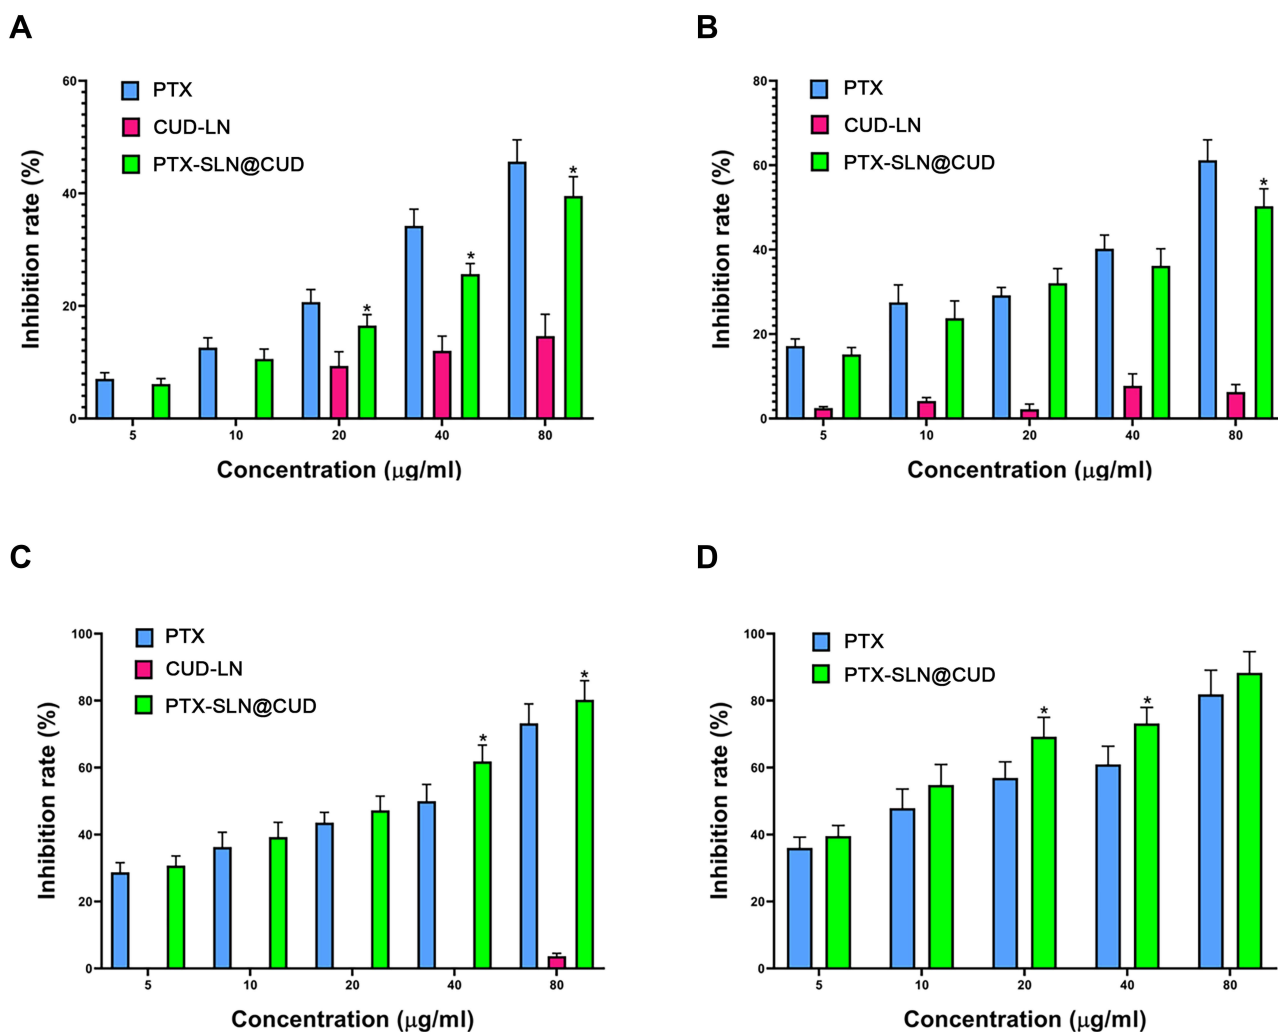 A
Inhibition rate (%)
60
40
20
0
PTX
CUD-LN
PTX-SLN@CUD
*
*
*
5 10 20 40 80
Concentration (μg/ml)
B
Inhibition rate (%)
80
60
40
20
0
PTX
CUD-LN
PTX-SLN@CUD
*
5 10 20 40 80
Concentration (μg/ml)
C
Inhibition rate (%)
100
80
60
40
20
0
PTX
CUD-LN
PTX-SLN@CUD
*
*
5 10 20 40 80
Concentration (μg/ml)
D
Inhibition rate (%)
100
80
60
40
20
0
PTX
PTX-SLN@CUD
*
*
5 10 20 40 80
Concentration (μg/ml)